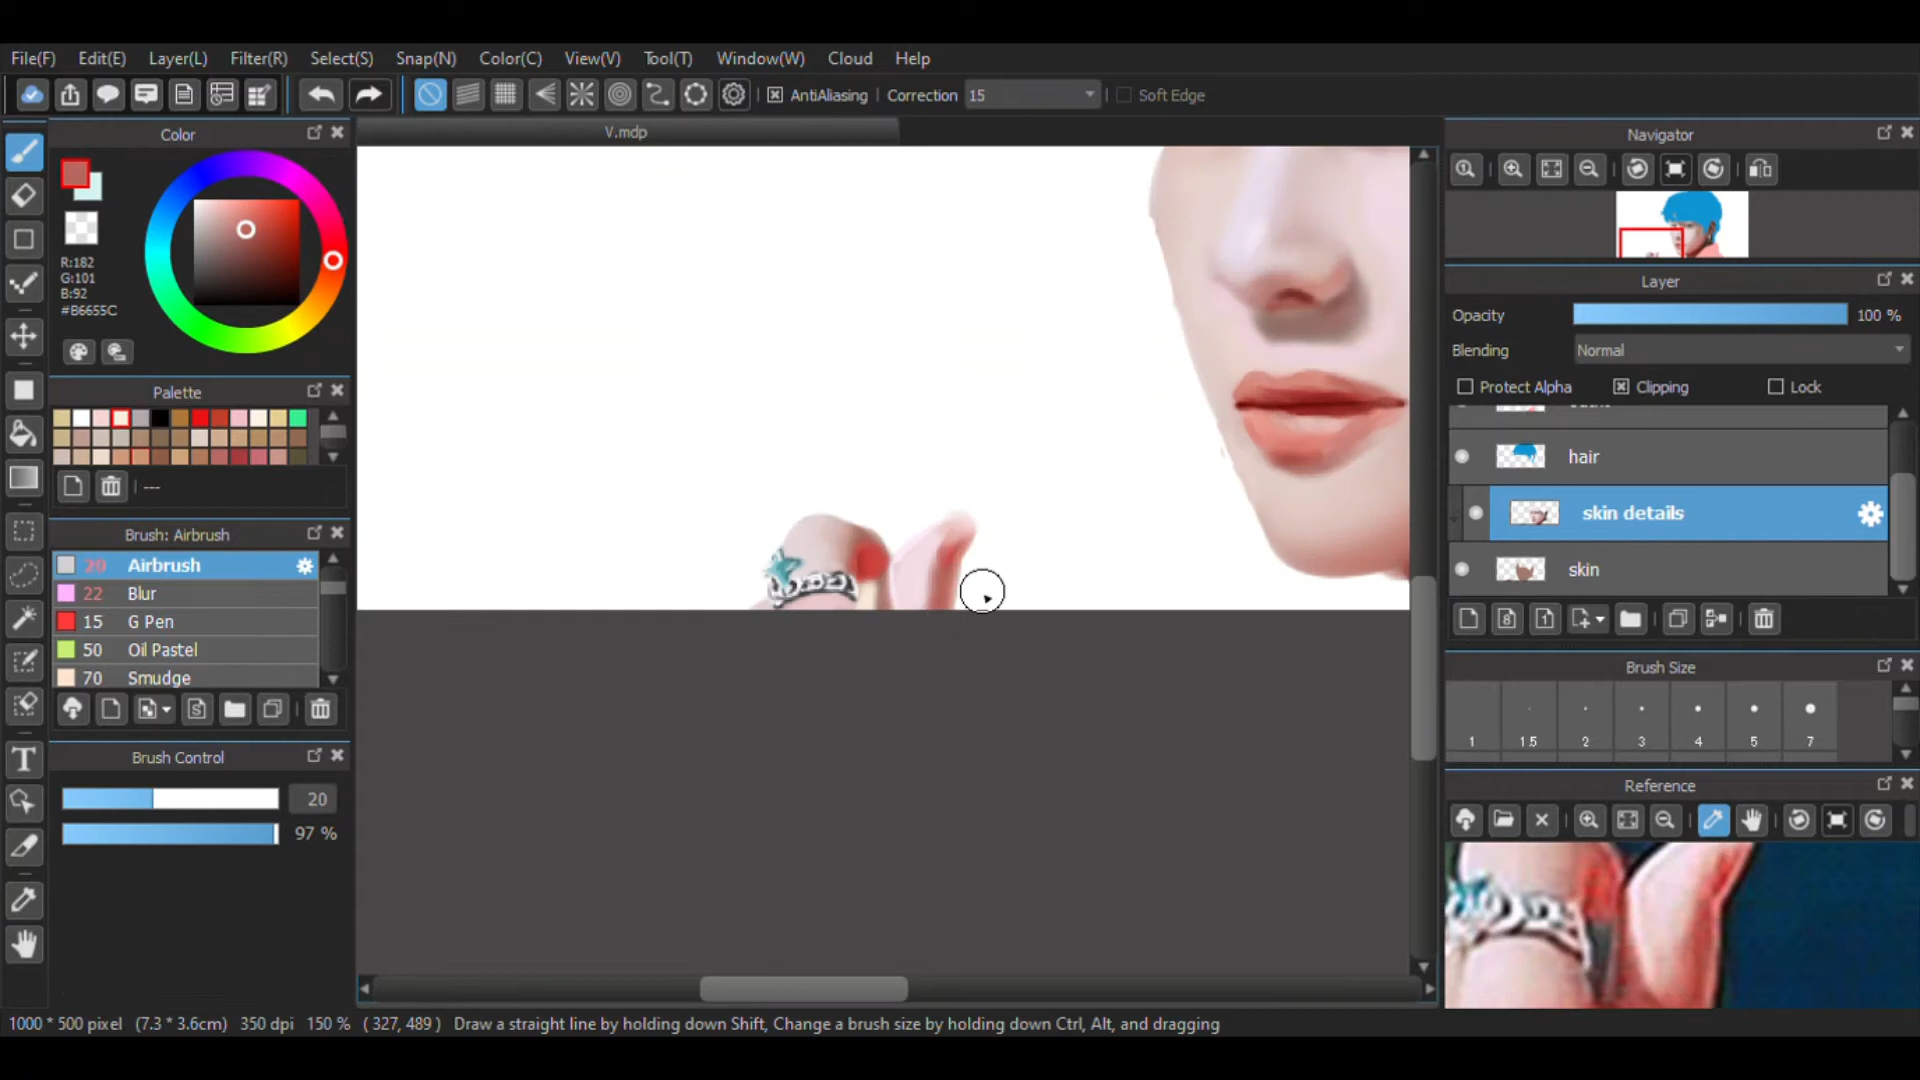 File(F) Edit(E) Layer(L) Filter(R) Select(S) Snap(N) Color(C) View(V) Tool(T) Window(W) Cloud Help
AntiAliasing Correction 15 Soft Edge
Color
R:182
G:101
B:92
#B6655C
Palette
---
Brush: Airbrush
20 Airbrush
22 Blur
15 G Pen
50 Oil Pastel
70 Smudge
Brush Control
20
97 %
V.mdp
Navigator
Layer
Opacity 100 %
Blending Normal
Protect Alpha Clipping Lock
hair
skin details
skin
Brush Size
1 1.5 2 3 4 5 7
Reference
1000 * 500 pixel (7.3 * 3.6cm) 350 dpi 150 % ( 327, 489 ) Draw a straight line by holding down Shift, Change a brush size by holding down Ctrl, Alt, and dragging